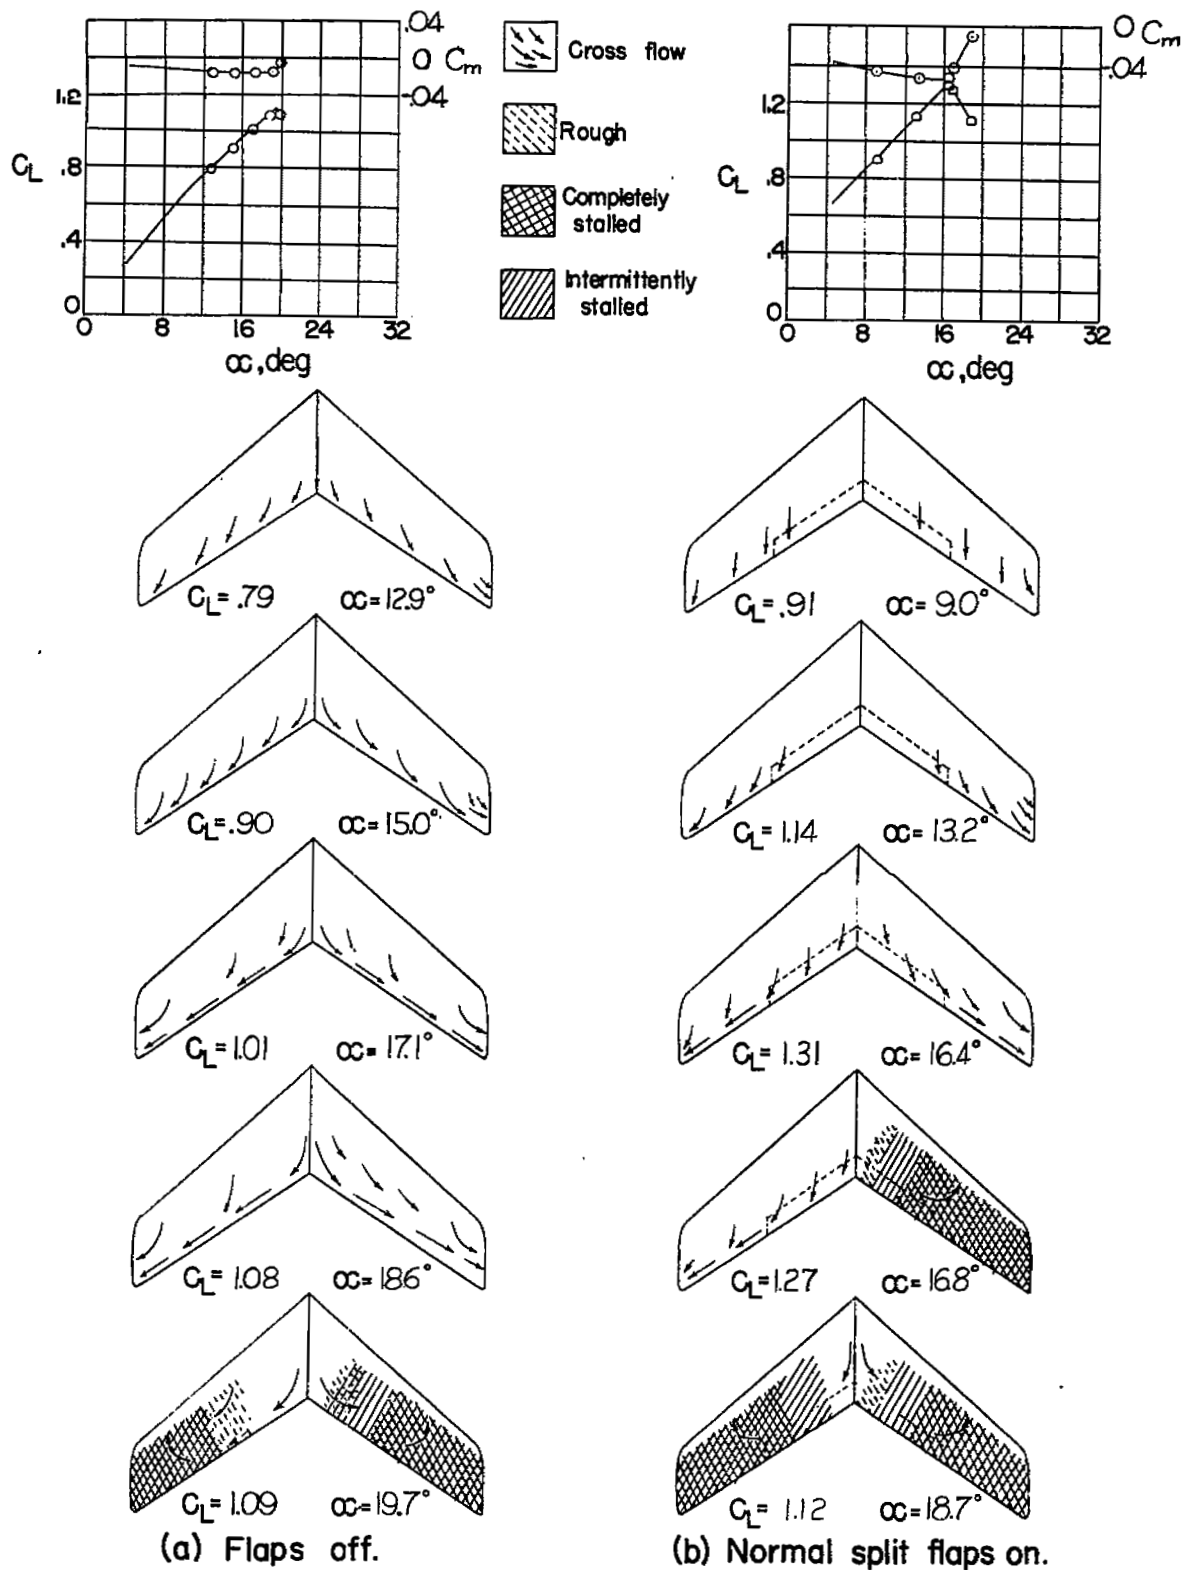 .04
0 Cm
.04
1.2
CL
.8
.4
0
0 8 16 24 32
α, deg
Cross flow
Rough
Completely
stalled
Intermittently
stalled
0 Cm
.04
1.2
CL
.8
.4
0
0 8 16 24 32
α, deg
CL = .79 α = 12.9°
CL = .90 α = 15.0°
CL = 1.01 α = 17.1°
CL = 1.08 α = 18.6°
CL = 1.09 α = 19.7°
(a) Flaps off.
CL = .91 α = 9.0°
CL = 1.14 α = 13.2°
CL = 1.31 α = 16.4°
CL = 1.27 α = 16.8°
CL = 1.12 α = 18.7°
(b) Normal split flaps on.